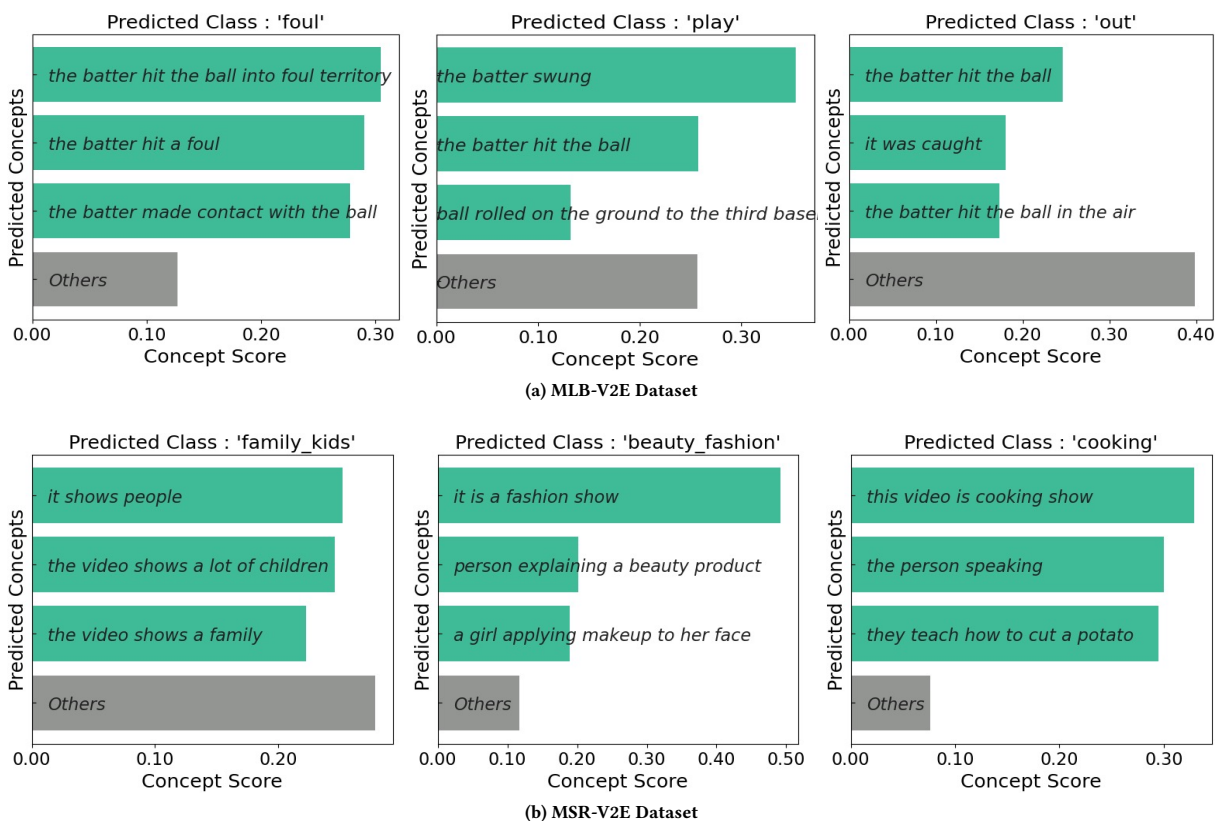 Predicted Class : 'foul'
Predicted Concepts
the batter hit the ball into foul territory
the batter hit a foul
the batter made contact with the ball
Others
0.00 0.10 0.20 0.30
Concept Score
Predicted Class : 'play'
Predicted Concepts
the batter swung
the batter hit the ball
ball rolled on the ground to the third base
Others
0.00 0.10 0.20 0.30
Concept Score
Predicted Class : 'out'
Predicted Concepts
the batter hit the ball
it was caught
the batter hit the ball in the air
Others
0.00 0.10 0.20 0.30 0.40
Concept Score
(a) MLB-V2E Dataset
Predicted Class : 'family_kids'
Predicted Concepts
it shows people
the video shows a lot of children
the video shows a family
Others
0.00 0.10 0.20
Concept Score
Predicted Class : 'beauty_fashion'
Predicted Concepts
it is a fashion show
person explaining a beauty product
a girl applying makeup to her face
Others
0.00 0.10 0.20 0.30 0.40 0.50
Concept Score
Predicted Class : 'cooking'
Predicted Concepts
this video is cooking show
the person speaking
they teach how to cut a potato
Others
0.00 0.10 0.20 0.30
Concept Score
(b) MSR-V2E Dataset